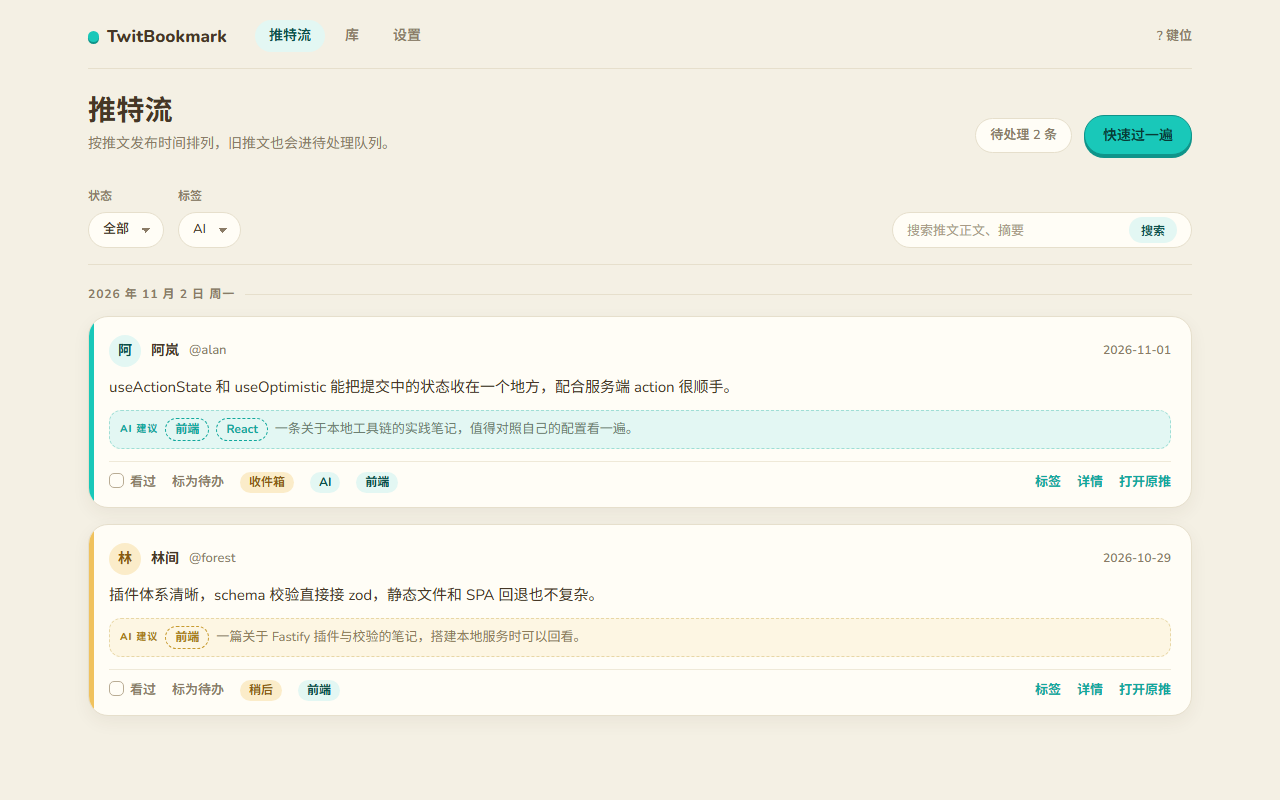 TwitBookmark 推特流 库 设置 ? 键位
推特流
按推文发布时间排列，旧推文也会进待处理队列。
待处理 2 条 快速过一遍
状态 标签
全部 AI 搜索推文正文、摘要 搜索
2026 年 11 月 2 日 周一
阿 阿岚 @alan 2026-11-01
useActionState 和 useOptimistic 能把提交中的状态收在一个地方，配合服务端 action 很顺手。
AI 建议 前端 React 一条关于本地工具链的实践笔记，值得对照自己的配置看一遍。
看过 标为待办 收件箱 AI 前端 标签 详情 打开原推
林 林间 @forest 2026-10-29
插件体系清晰，schema 校验直接接 zod，静态文件和 SPA 回退也不复杂。
AI 建议 前端 一篇关于 Fastify 插件与校验的笔记，搭建本地服务时可以回看。
看过 标为待办 稍后 前端 标签 详情 打开原推